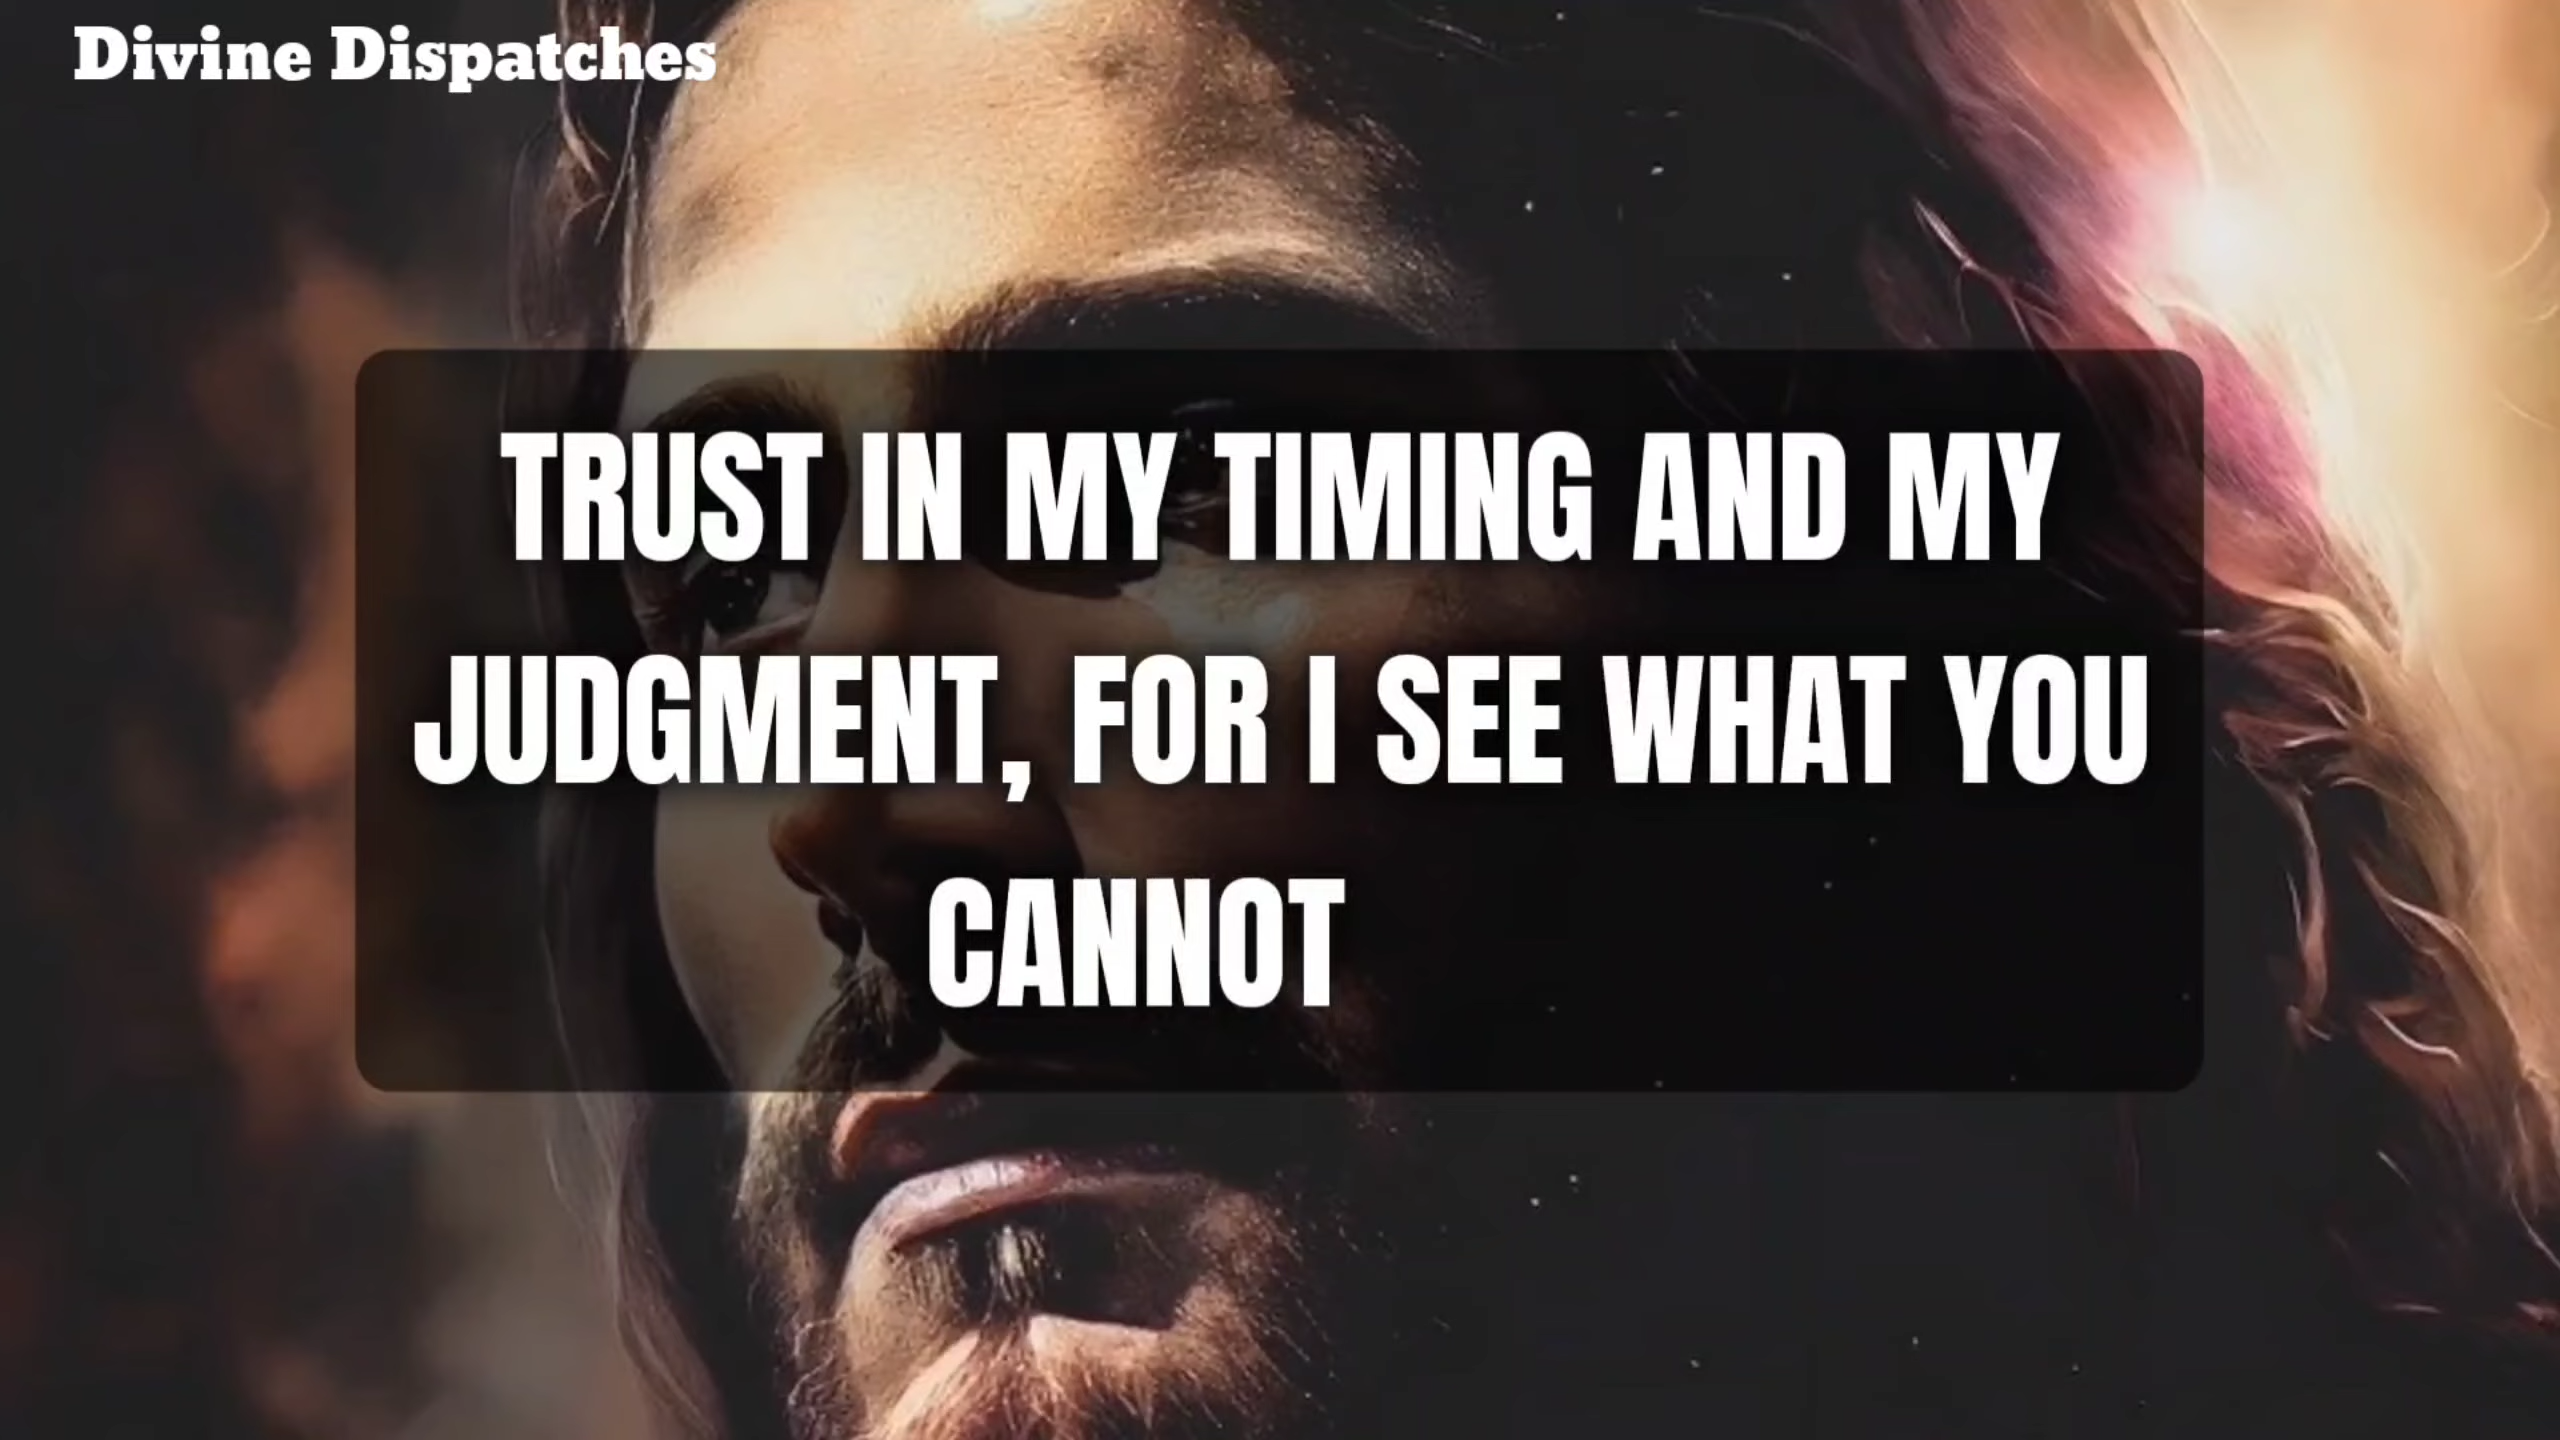 Divine Dispatches
TRUST IN MY TIMING AND MY
JUDGMENT, FOR I SEE WHAT YOU
CANNOT